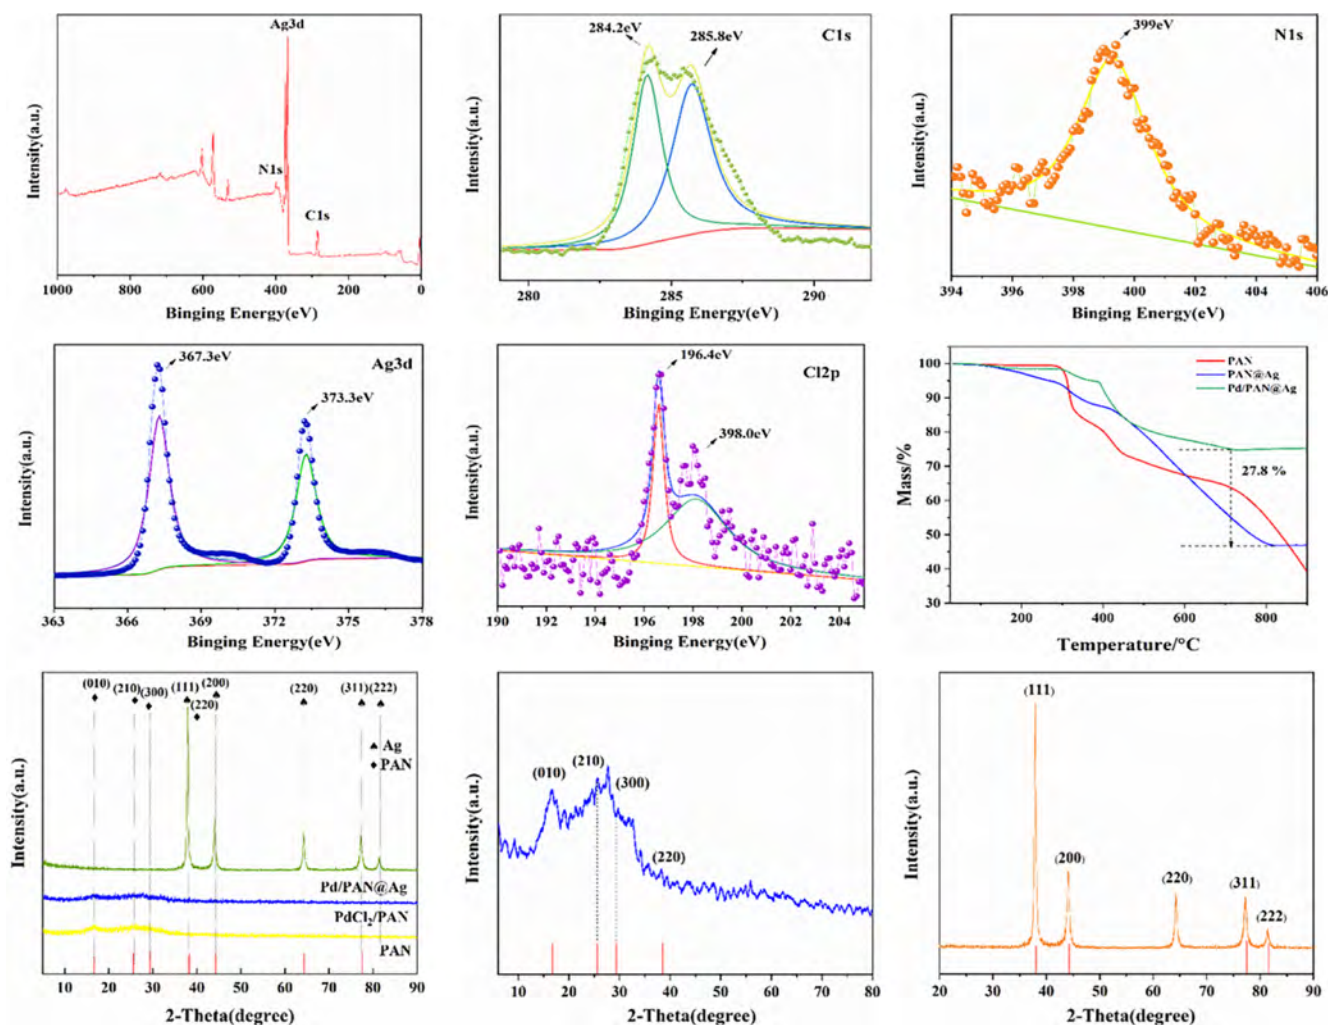 Ag3d
N1s
C1s
Intensity(a.u.)
1000 800 600 400 200 0
Binging Energy(eV)
284.2eV
285.8eV
C1s
Intensity(a.u.)
280 285 290
Binging Energy(eV)
399eV
N1s
Intensity(a.u.)
394 396 398 400 402 404 406
Binging Energy(eV)
367.3eV
Ag3d
373.3eV
Intensity(a.u.)
363 366 369 372 375 378
Binging Energy(eV)
196.4eV
Cl2p
398.0eV
Intensity(a.u.)
190 192 194 196 198 200 202 204
Binging Energy(eV)
PAN
PAN@Ag
Pd/PAN@Ag
27.8 %
Mass/%
100
95
90
85
80
75
70
65
60
55
50
45
40
35
30
200 400 600 800
Temperature/°C
(010) (210) (300) (111) (220) (200) (220) (311) (222)
Ag
PAN
Pd/PAN@Ag
PdCl2/PAN
PAN
Intensity(a.u.)
10 20 30 40 50 60 70 80 90
2-Theta(degree)
(010)
(210)
(300)
(220)
Intensity(a.u.)
10 20 30 40 50 60 70 80
2-Theta(degree)
(111)
(200)
(220)
(311)
(222)
Intensity(a.u.)
20 30 40 50 60 70 80 90
2-Theta(degree)